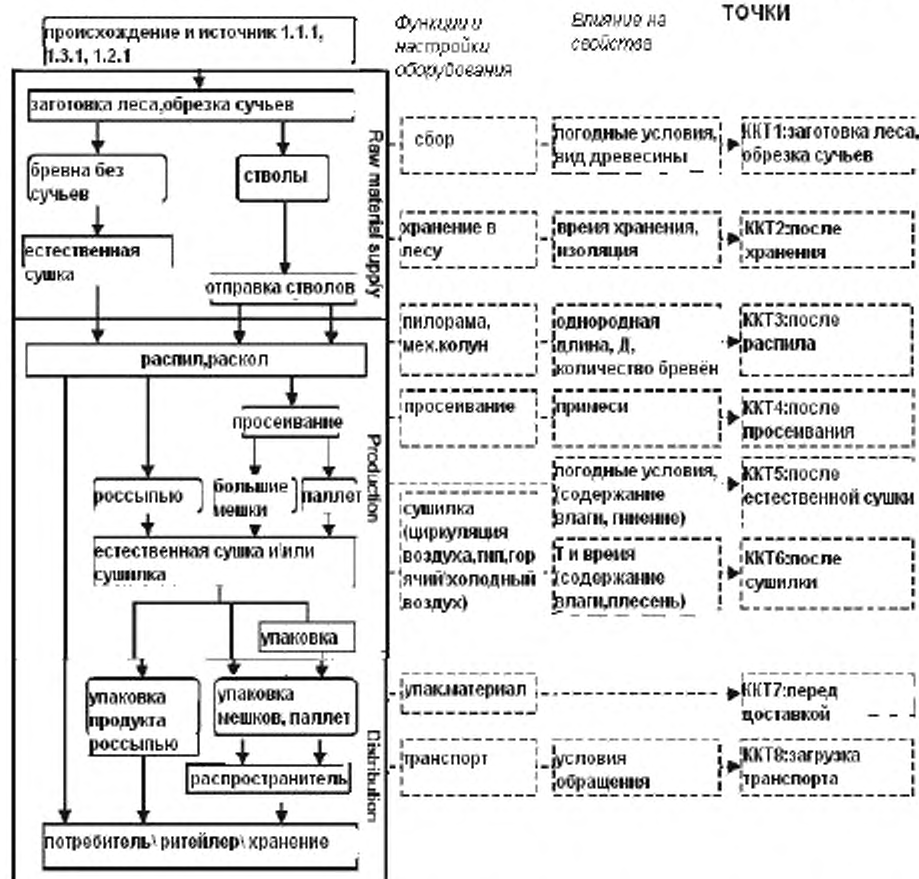 ТОЧКИ
Функции и
настройки
оборудования
Влияние на
свойства
происхождение и источник 1.1.1,
1.3.1, 1.2.1
заготовка леса,обрезка сучьев
бревна без
сучьев
стволы
естественная
сушка
отправка стволов
Raw material supply
распил,раскол
просеивание
россыпью
большие
мешки
паллет
естественная сушка и\или
сушилка
упаковка
Production
упаковка
продукта
россыпью
упаковка
мешков, паллет
распространитель
потребитель\ ритейлер\ хранение
Distribution
сбор
погодные условия,
вид древесины
ККТ1:заготовка леса,
обрезка сучьев
хранение в
лесу
время хранения,
изоляция
ККТ2:после
хранения
пилорама,
мех.колун
однородная
длина, Д,
количество бревён
ККТ3:после
распила
просеивание
примеси
ККТ4:после
просеивания
погодные условия,
(содержание
влаги, гниение)
ККТ5:после
естественной сушки
сушилка
(циркуляция
воздуха,тип,гор
ячий\холодный
воздух)
Т и время
(содержание
влаги,плесень)
ККТ6:после
сушилки
упак.материал
ККТ7:перед
доставкой
транспорт
условия
обращения
ККТ8:загрузка
транспорта